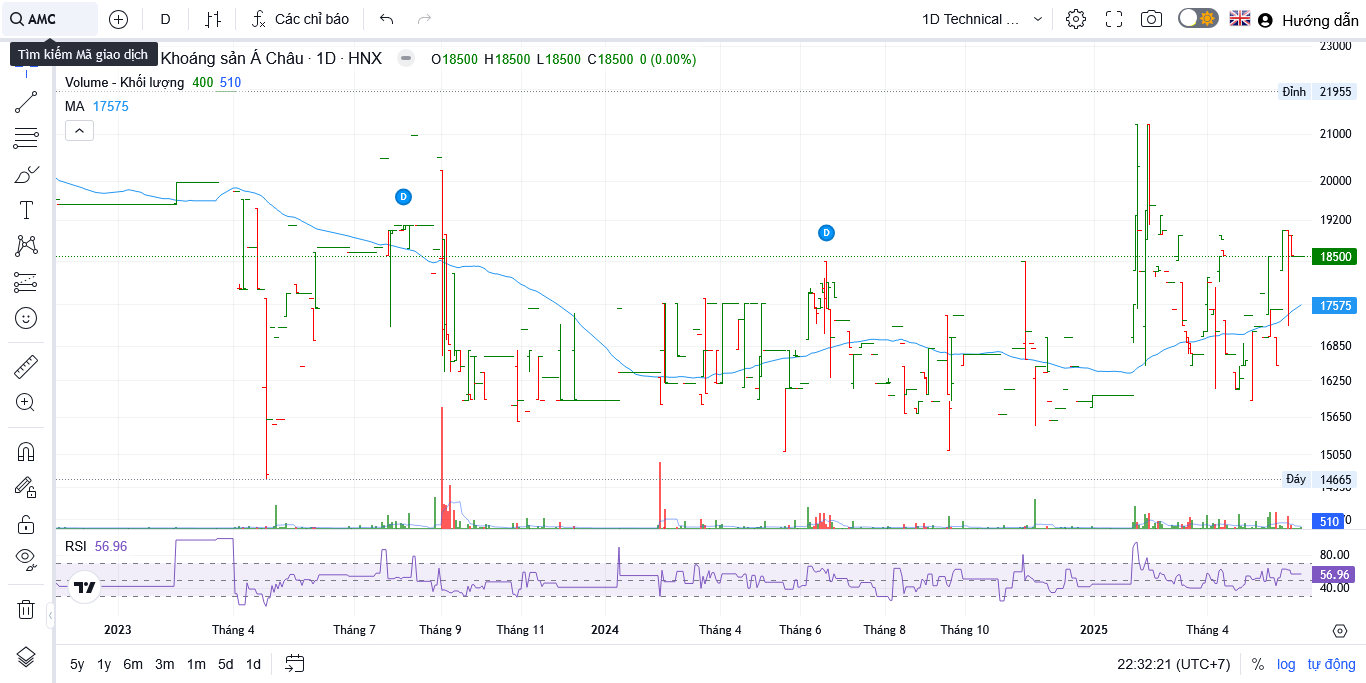 AMC
D
Các chỉ báo
1D Technical ...
Hướng dẫn
Tìm kiếm Mã giao dịch
Khoáng sản Á Châu · 1D · HNX
O18500 H18500 L18500 C18500 0 (0.00%)
Volume - Khối lượng 400 510
MA 17575
23000
Đỉnh 21955
21000
20000
19200
18500
17575
16850
16250
15650
15050
Đáy 14665
510
D
D
RSI 56.96
80.00
56.96
40.00
2023 Tháng 4 Tháng 7 Tháng 9 Tháng 11 2024 Tháng 4 Tháng 6 Tháng 8 Tháng 10 2025 Tháng 4
5y 1y 6m 3m 1m 5d 1d
22:32:21 (UTC+7) % log tự động